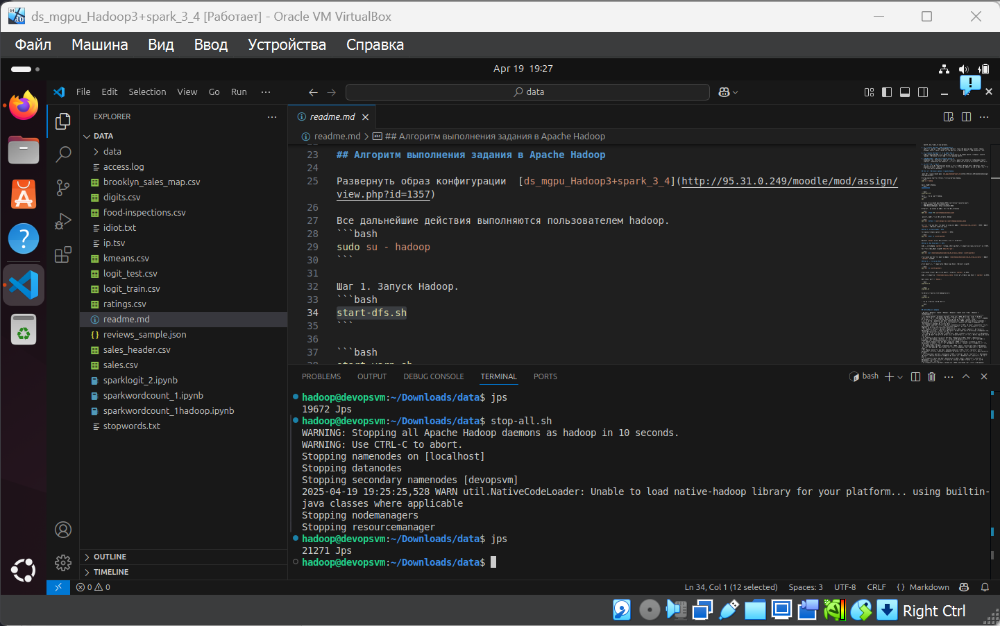 ds_mgpu_Hadoop3+spark_3_4 [Работает] - Oracle VM VirtualBox
Файл Машина Вид Ввод Устройства Справка
Apr 19 19:27
File Edit Selection View Go Run ···
data
EXPLORER
DATA
data
access.log
brooklyn_sales_map.csv
digits.csv
food-inspections.csv
idiot.txt
ip.tsv
kmeans.csv
logit_test.csv
logit_train.csv
ratings.csv
readme.md
reviews_sample.json
sales_header.csv
sales.csv
sparklogit_2.ipynb
sparkwordcount_1.ipynb
sparkwordcount_1hadoop.ipynb
stopwords.txt
OUTLINE
TIMELINE
readme.md
readme.md > ## Алгоритм выполнения задания в Apache Hadoop
23 ## Алгоритм выполнения задания в Apache Hadoop
24
25 Развернуть образ конфигурации [ds_mgpu_Hadoop3+spark_3_4](http://95.31.0.249/moodle/mod/assign/
view.php?id=1357)
26
27 Все дальнейшие действия выполняются пользователем hadoop.
28 ```bash
29 sudo su - hadoop
30 ```
31
32 Шаг 1. Запуск Hadoop.
33 ```bash
34 start-dfs.sh
35 ```
36
37 ```bash
38 start-yarn.sh
PROBLEMS OUTPUT DEBUG CONSOLE TERMINAL PORTS
bash
hadoop@devopsvm:~/Downloads/data$ jps
19672 Jps
hadoop@devopsvm:~/Downloads/data$ stop-all.sh
WARNING: Stopping all Apache Hadoop daemons as hadoop in 10 seconds.
WARNING: Use CTRL-C to abort.
Stopping namenodes on [localhost]
Stopping datanodes
Stopping secondary namenodes [devopsvm]
2025-04-19 19:25:25,528 WARN util.NativeCodeLoader: Unable to load native-hadoop library for your platform... using builtin-
java classes where applicable
Stopping nodemanagers
Stopping resourcemanager
hadoop@devopsvm:~/Downloads/data$ jps
21271 Jps
hadoop@devopsvm:~/Downloads/data$
0 0
Ln 34, Col 1 (12 selected) Spaces: 3 UTF-8 CRLF {} Markdown
Right Ctrl